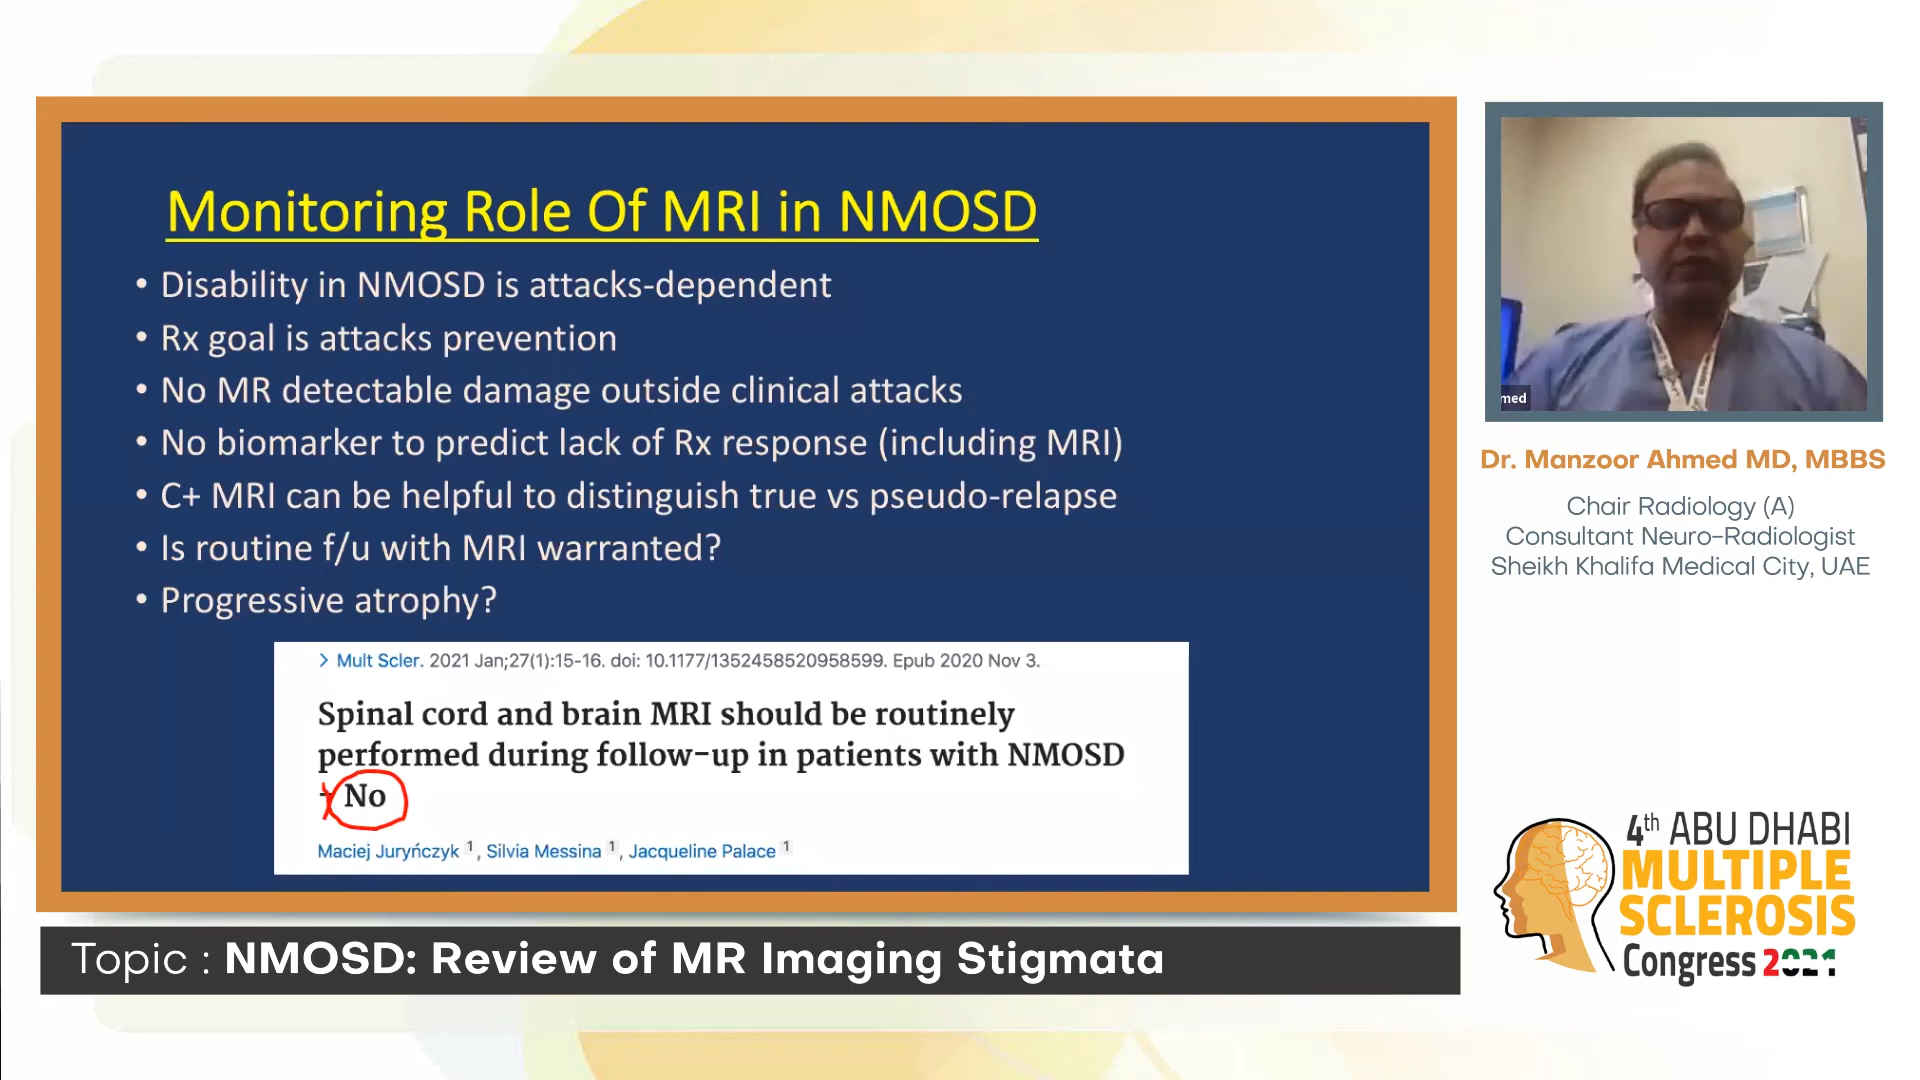 Monitoring Role Of MRI in NMOSD
• Disability in NMOSD is attacks-dependent
• Rx goal is attacks prevention
• No MR detectable damage outside clinical attacks
• No biomarker to predict lack of Rx response (including MRI)
• C+ MRI can be helpful to distinguish true vs pseudo-relapse
• Is routine f/u with MRI warranted?
• Progressive atrophy?
> Mult Scler. 2021 Jan;27(1):15-16. doi: 10.1177/1352458520958599. Epub 2020 Nov 3.
Spinal cord and brain MRI should be routinely
performed during follow-up in patients with NMOSD
- No
Maciej Juryńczyk 1, Silvia Messina 1, Jacqueline Palace 1
Topic : NMOSD: Review of MR Imaging Stigmata
med
Dr. Manzoor Ahmed MD, MBBS
Chair Radiology (A)
Consultant Neuro-Radiologist
Sheikh Khalifa Medical City, UAE
4th ABU DHABI
MULTIPLE
SCLEROSIS
Congress 2021